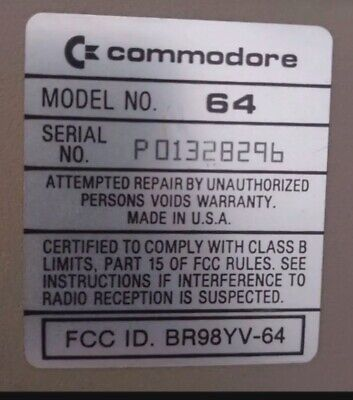 commodore
MODEL NO. 64
SERIAL
NO. P01328296
ATTEMPTED REPAIR BY UNAUTHORIZED
PERSONS VOIDS WARRANTY.
MADE IN U.S.A.
CERTIFIED TO COMPLY WITH CLASS B
LIMITS, PART 15 OF FCC RULES. SEE
INSTRUCTIONS IF INTERFERENCE TO
RADIO RECEPTION IS SUSPECTED.
FCC ID. BR98YV-64